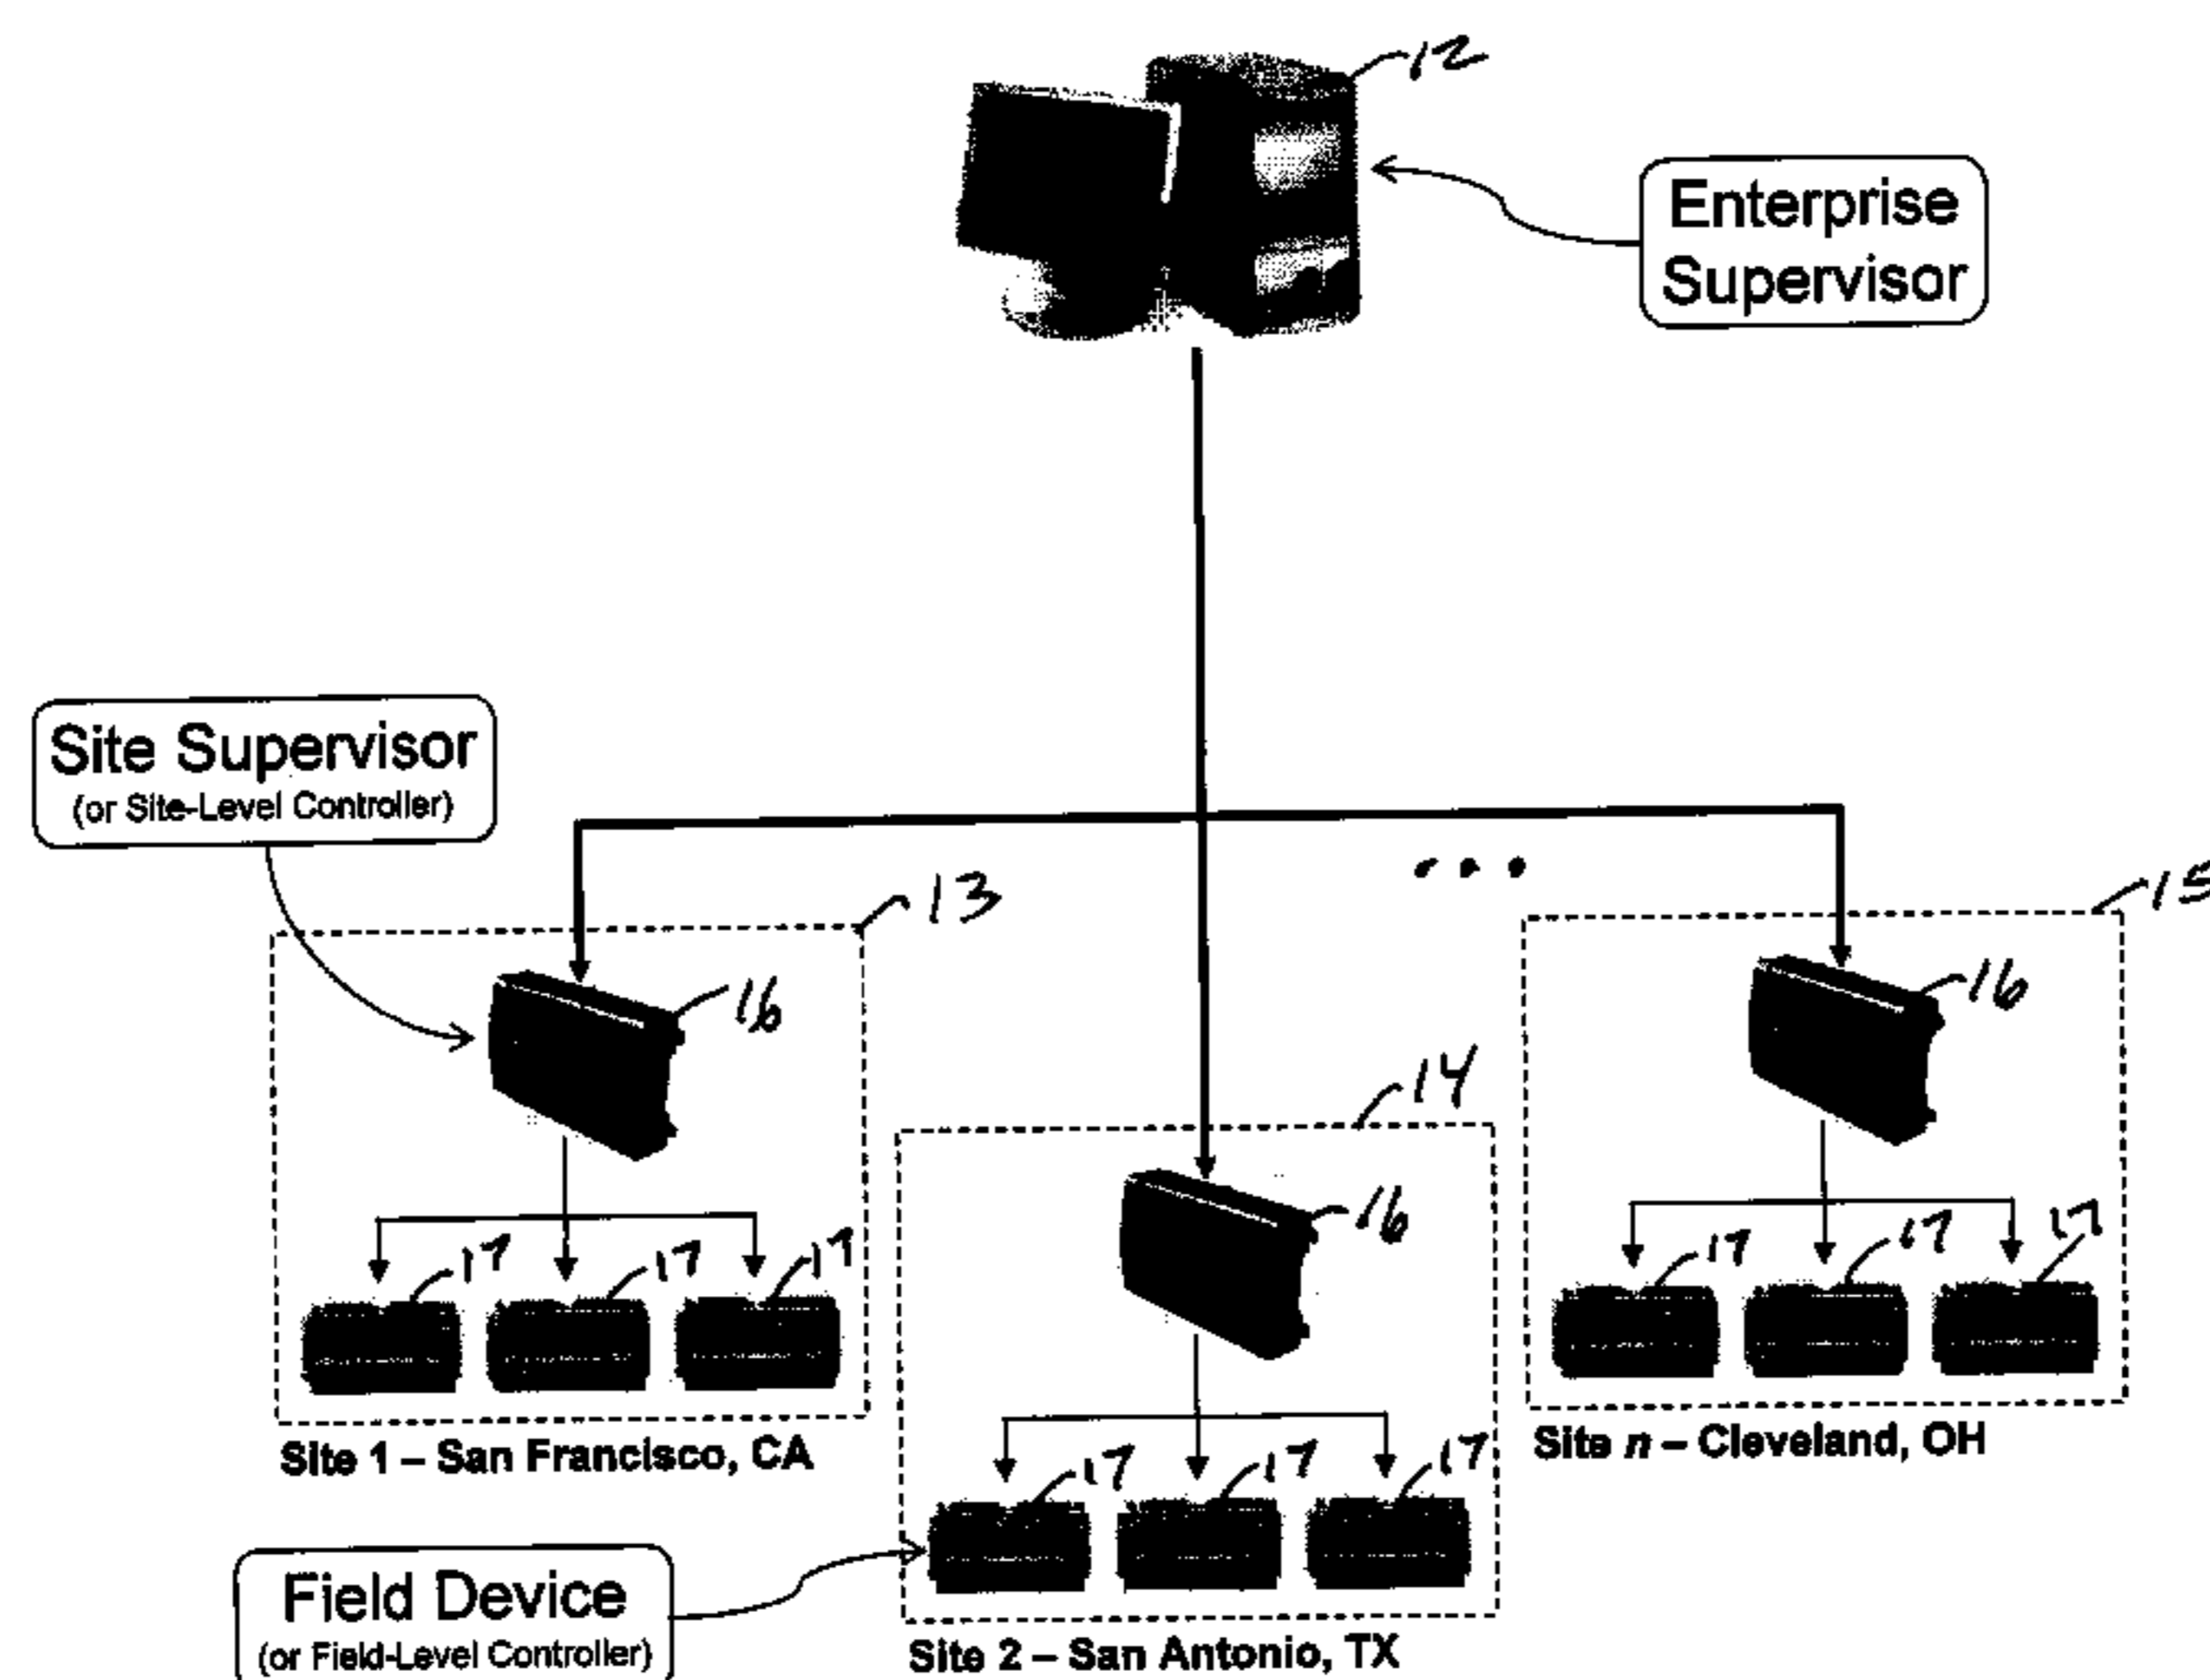 12
Enterprise
Supervisor
Site Supervisor
(or Site-Level Controller)
13
15
16
16
14
16
17
17
17
17
17
17
Site 1 – San Francisco, CA
Site n – Cleveland, OH
17
17
17
Field Device
(or Field-Level Controller)
Site 2 – San Antonio, TX